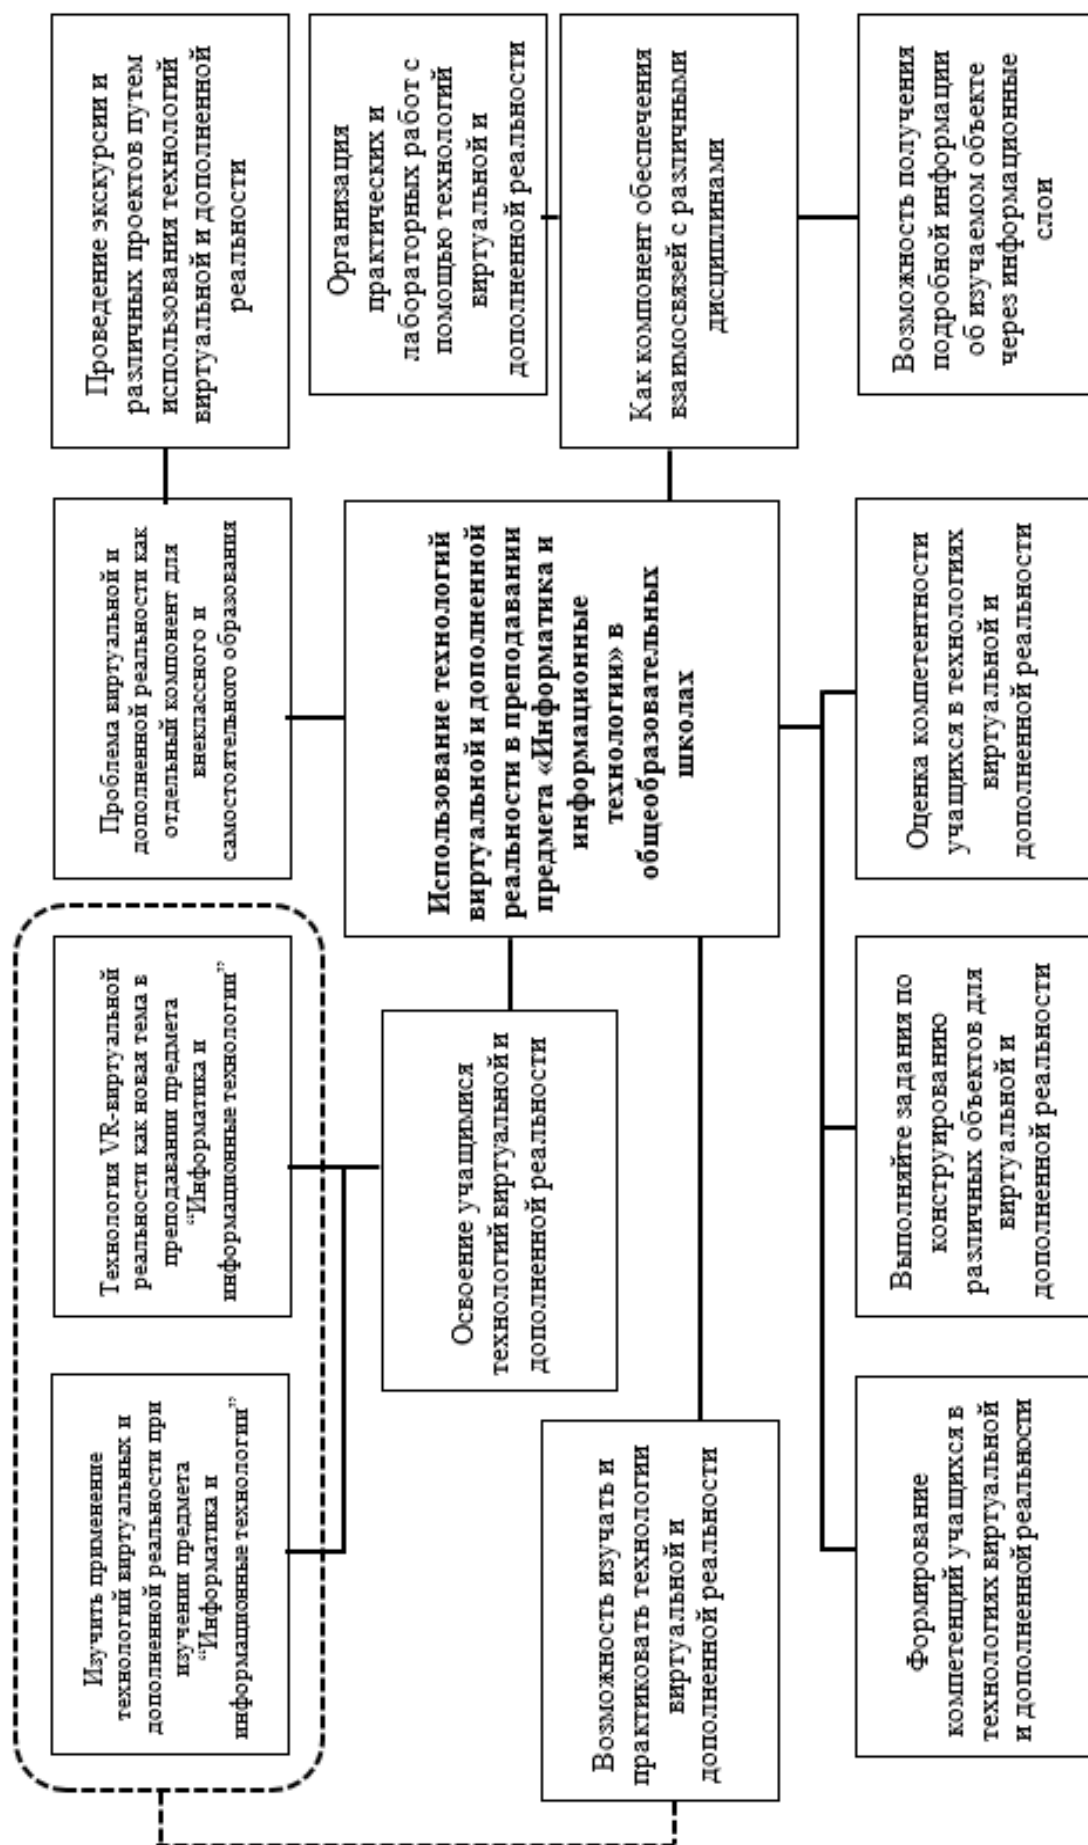 Изучить применение
технологий виртуальных и
дополненной реальности при
изучении предмета
“Информатика и
информационные технологии”
Технология VR-виртуальной
реальности как новая тема в
преподавании предмета
“Информатика и
информационные технологии”
Проблема виртуальной и
дополненной реальности как
отдельный компонент для
внеклассного и
самостоятельного образования
Проведение экскурсии и
различных проектов путем
использования технологий
виртуальной и дополненной
реальности
Освоение учащимися
технологий виртуальной и
дополненной реальности
Использование технологий
виртуальной и дополненной
реальности в преподавании
предмета «Информатика и
информационные
технологии» в
общеобразовательных
школах
Организация
практических и
лабораторных работ с
помощью технологий
виртуальной и
дополненной реальности
Возможность изучать и
практиковать технологии
виртуальной и
дополненной реальности
Как компонент обеспечения
взаимосвязей с различными
дисциплинами
Формирование
компетенций учащихся в
технологиях виртуальной
и дополненной реальности
Выполняйте задания по
конструированию
различных объектов для
виртуальной и
дополненной реальности
Оценка компетентности
учащихся в технологиях
виртуальной и
дополненной реальности
Возможность получения
подробной информации
об изучаемом объекте
через информационные
слои